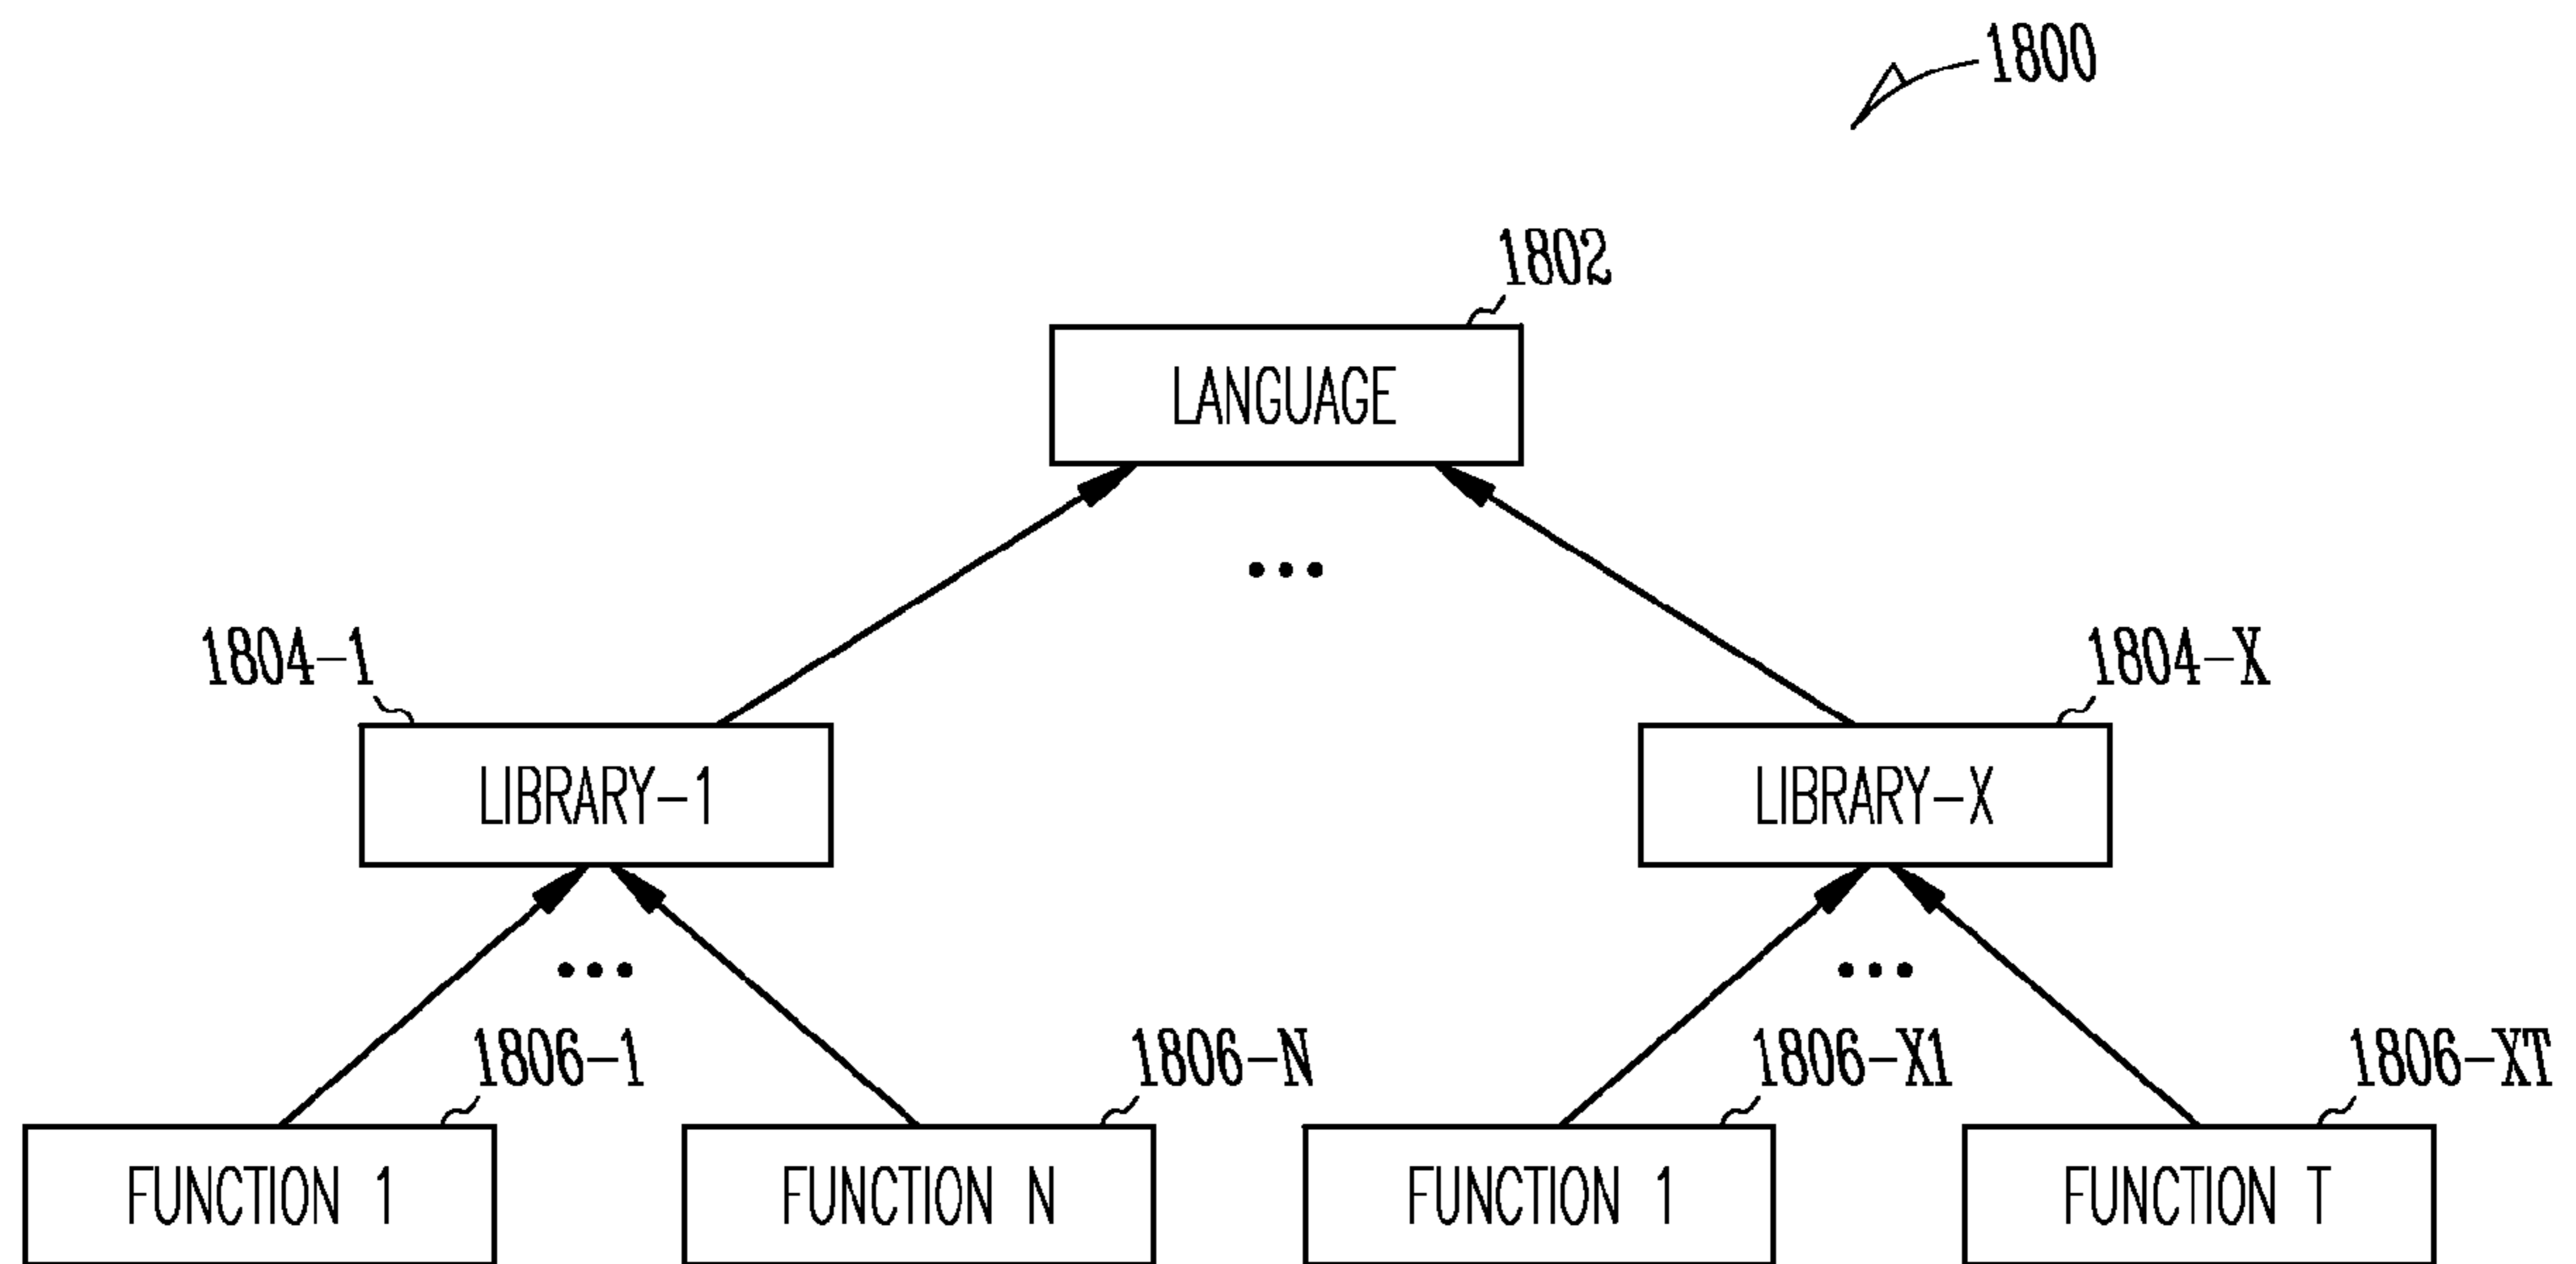 1800
1802
LANGUAGE
•••
1804-1
1804-X
LIBRARY-1
LIBRARY-X
•••
•••
1806-1
1806-N
1806-X1
1806-XT
FUNCTION 1
FUNCTION N
FUNCTION 1
FUNCTION T